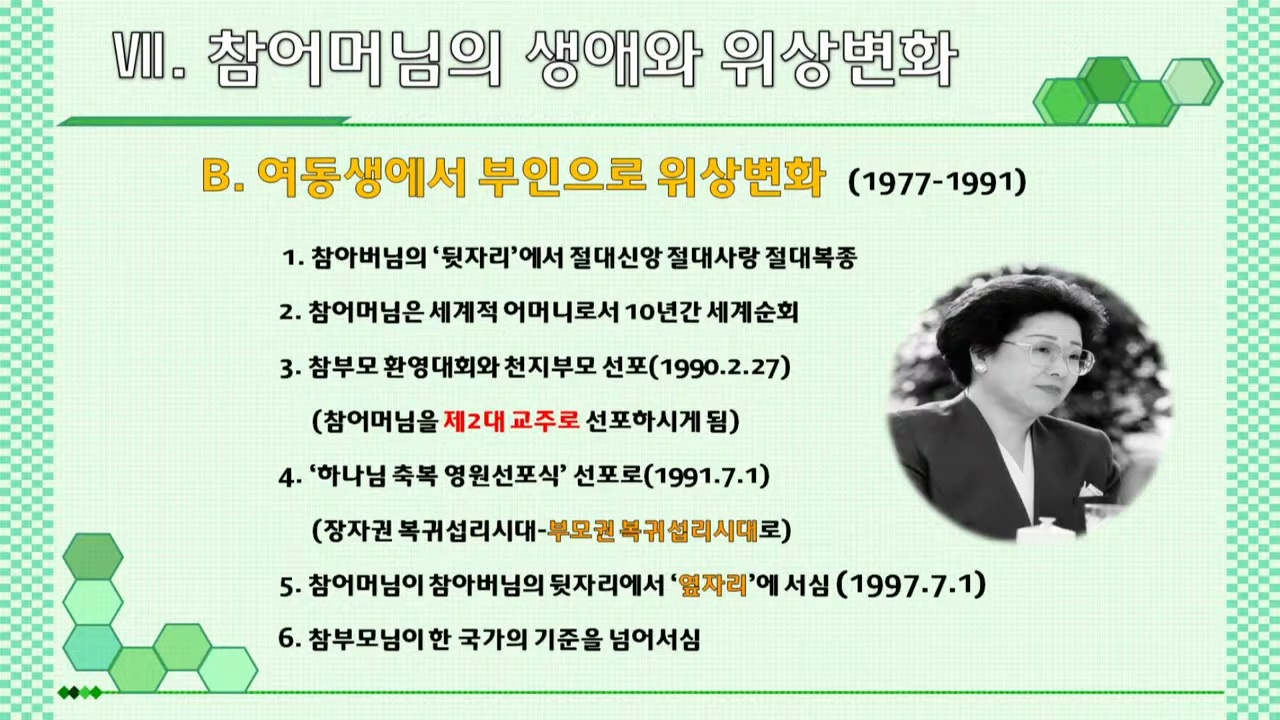 Ⅶ. 참어머님의 생애와 위상변화
B. 여동생에서 부인으로 위상변화 (1977-1991)
1. 참아버님의 ‘뒷자리’에서 절대신앙 절대사랑 절대복종
2. 참어머님은 세계적 어머니로서 10년간 세계순회
3. 참부모 환영대회와 천지부모 선포(1990.2.27)
(참어머님을 제2대 교주로 선포하시게 됨)
4. ‘하나님 축복 영원선포식’ 선포로(1991.7.1)
(장자권 복귀섭리시대-부모권 복귀섭리시대로)
5. 참어머님이 참아버님의 뒷자리에서 ‘옆자리’에 서심 (1997.7.1)
6. 참부모님이 한 국가의 기준을 넘어서심